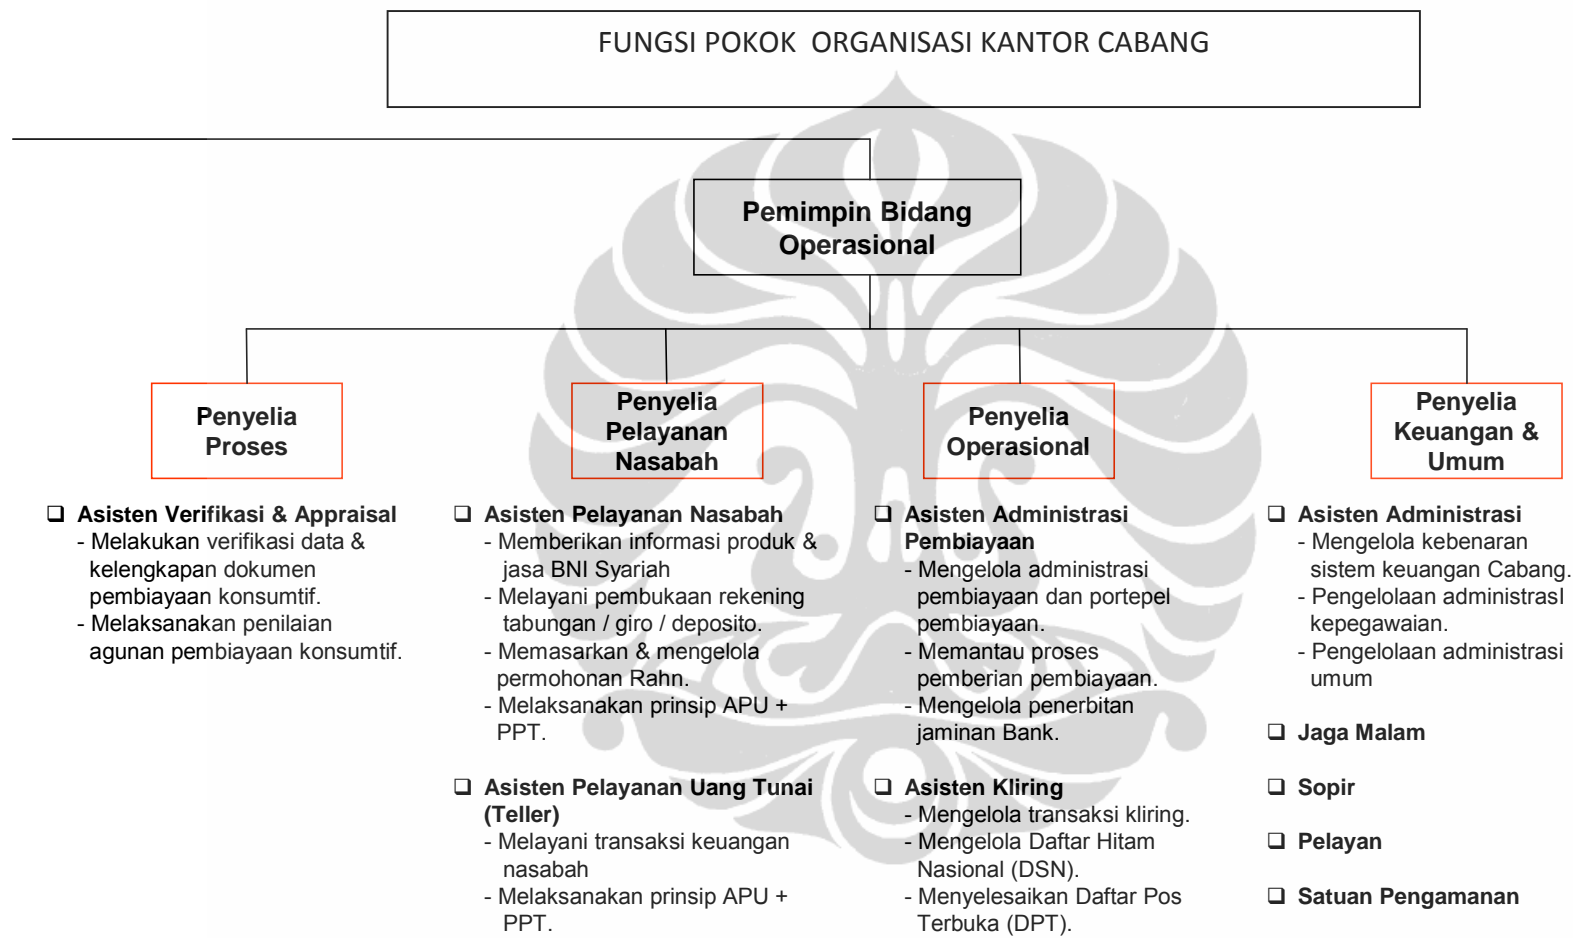 FUNGSI POKOK ORGANISASI KANTOR CABANG
Pemimpin Bidang
Operasional
Penyelia
Proses
Penyelia
Pelayanan
Nasabah
Penyelia
Operasional
Penyelia
Keuangan &
Umum
❑ Asisten Verifikasi & Appraisal
- Melakukan verifikasi data &
kelengkapan dokumen
pembiayaan konsumtif.
- Melaksanakan penilaian
agunan pembiayaan konsumtif.
❑ Asisten Pelayanan Nasabah
- Memberikan informasi produk &
jasa BNI Syariah
- Melayani pembukaan rekening
tabungan / giro / deposito.
- Memasarkan & mengelola
permohonan Rahn.
- Melaksanakan prinsip APU +
PPT.
❑ Asisten Pelayanan Uang Tunai
(Teller)
- Melayani transaksi keuangan
nasabah
- Melaksanakan prinsip APU +
PPT.
❑ Asisten Administrasi
Pembiayaan
- Mengelola administrasi
pembiayaan dan portepel
pembiayaan.
- Memantau proses
pemberian pembiayaan.
- Mengelola penerbitan
jaminan Bank.
❑ Asisten Kliring
- Mengelola transaksi kliring.
- Mengelola Daftar Hitam
Nasional (DSN).
- Menyelesaikan Daftar Pos
Terbuka (DPT).
❑ Asisten Administrasi
- Mengelola kebenaran
sistem keuangan Cabang.
- Pengelolaan administrasI
kepegawaian.
- Pengelolaan administrasi
umum
❑ Jaga Malam
❑ Sopir
❑ Pelayan
❑ Satuan Pengamanan